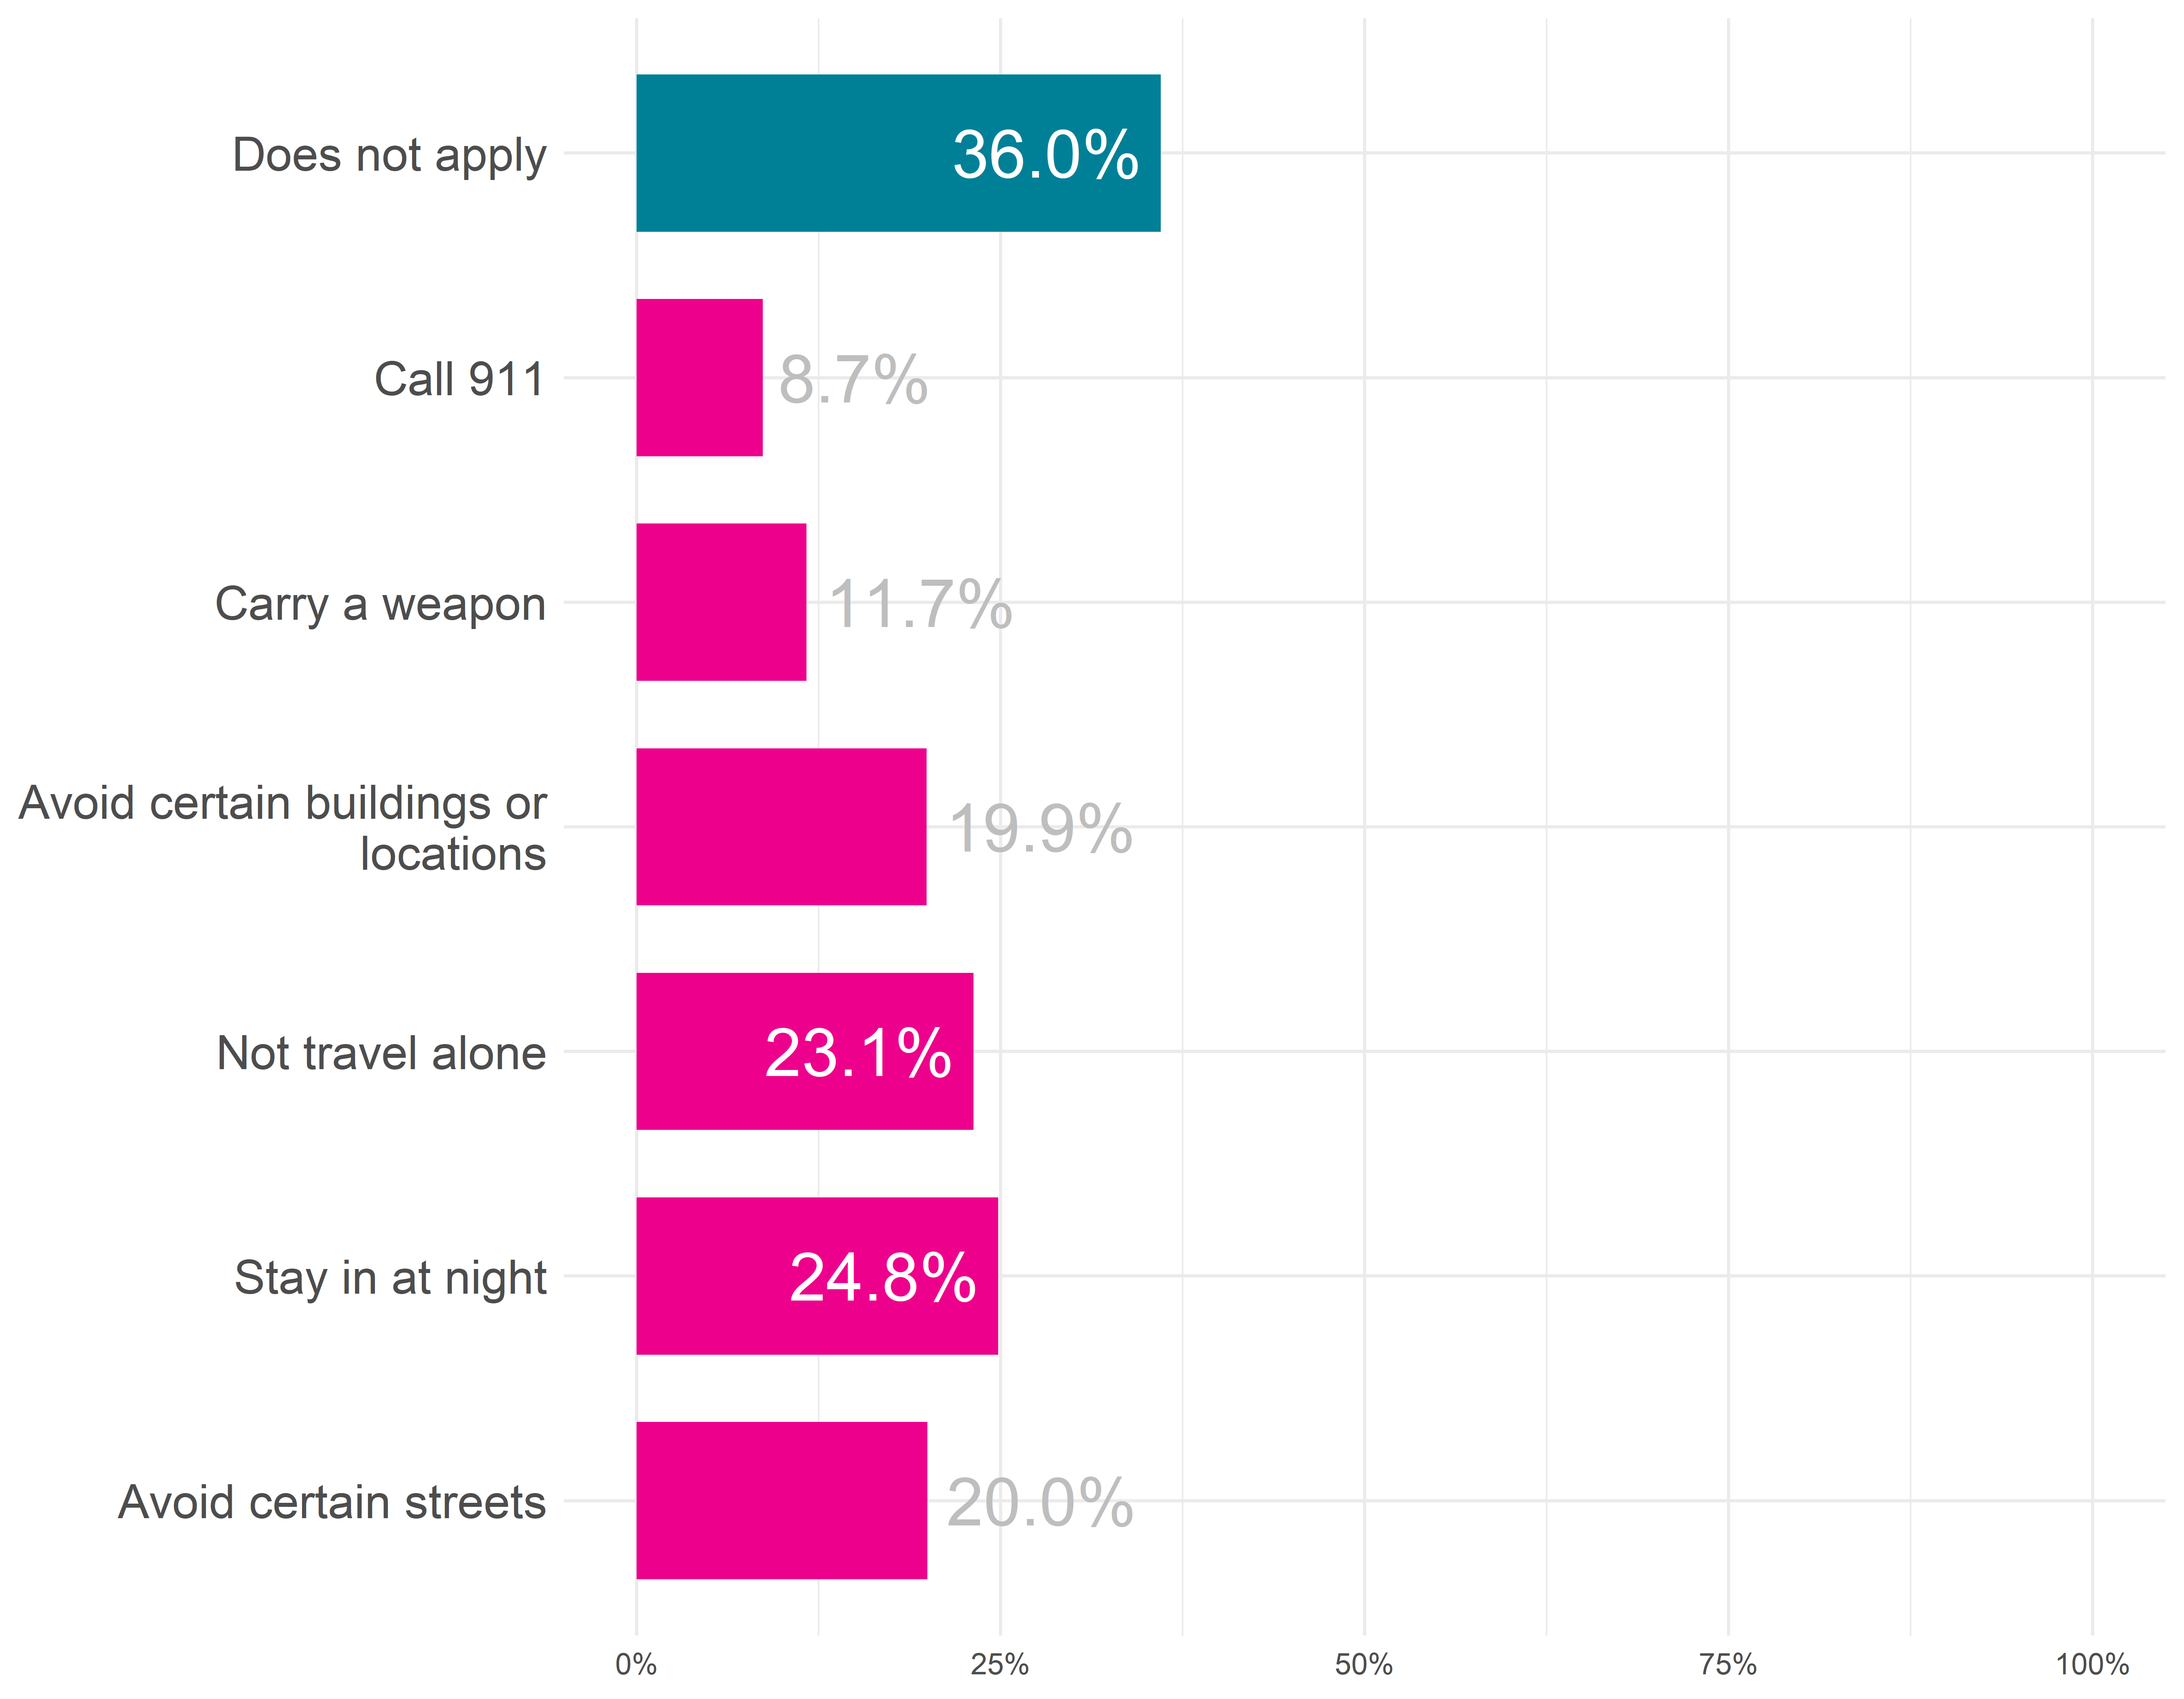 Does not apply
36.0%
Call 911
8.7%
Carry a weapon
11.7%
Avoid certain buildings or
locations
19.9%
Not travel alone
23.1%
Stay in at night
24.8%
Avoid certain streets
20.0%
0% 25% 50% 75% 100%